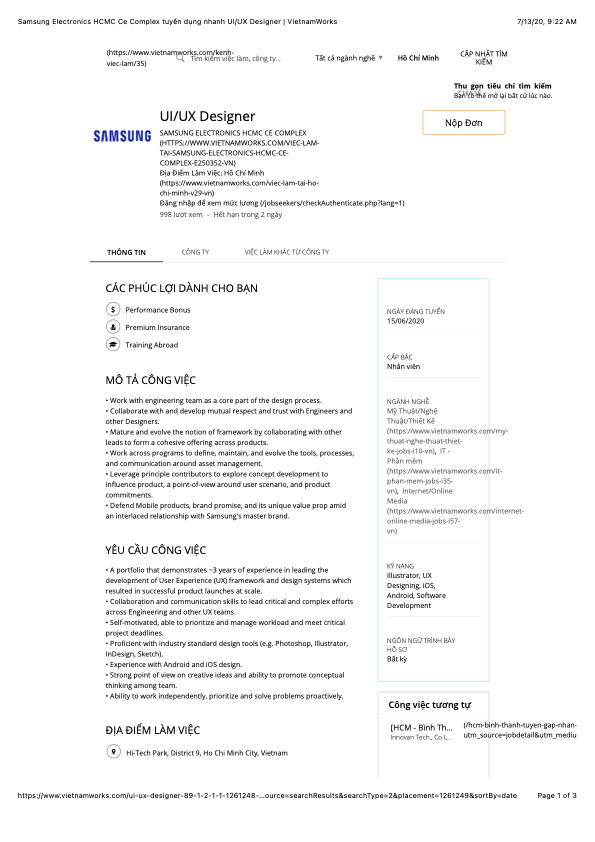 Samsung Electronics HCMC Ce Complex tuyển dụng nhanh UI/UX Designer | VietnamWorks
7/13/20, 9:22 AM
(https://www.vietnamworks.com/kenh-
viec-lam/35)
Tìm kiếm việc làm, công ty...
Tất cả ngành nghề
Hồ Chí Minh
CẬP NHẬT TÌM
KIẾM
Thu gọn tiêu chí tìm kiếm
Bạn có thể mở lại bất cứ lúc nào.
UI/UX Designer
Nộp Đơn
SAMSUNG
SAMSUNG ELECTRONICS HCMC CE COMPLEX
(HTTPS://WWW.VIETNAMWORKS.COM/VIEC-LAM-
TAI-SAMSUNG-ELECTRONICS-HCMC-CE-
COMPLEX-E250352-VN)
Địa Điểm Làm Việc: Hồ Chí Minh
(https://www.vietnamworks.com/viec-lam-tai-ho-
chi-minh-v29-vn)
Đăng nhập để xem mức lương (/jobseekers/checkAuthenticate.php?lang=1)
998 lượt xem - Hết hạn trong 2 ngày
THÔNG TIN
CÔNG TY
VIỆC LÀM KHÁC TỪ CÔNG TY
CÁC PHÚC LỢI DÀNH CHO BẠN
Performance Bonus
Premium Insurance
Training Abroad
MÔ TẢ CÔNG VIỆC
• Work with engineering team as a core part of the design process.
• Collaborate with and develop mutual respect and trust with Engineers and
other Designers.
• Mature and evolve the notion of framework by collaborating with other
leads to form a cohesive offering across products.
• Work across programs to define, maintain, and evolve the tools, processes,
and communication around asset management.
• Leverage principle contributors to explore concept development to
influence product, a point-of-view around user scenario, and product
commitments.
• Defend Mobile products, brand promise, and its unique value prop amid
an interlaced relationship with Samsung's master brand.
YÊU CẦU CÔNG VIỆC
• A portfolio that demonstrates ~3 years of experience in leading the
development of User Experience (UX) framework and design systems which
resulted in successful product launches at scale.
• Collaboration and communication skills to lead critical and complex efforts
across Engineering and other UX teams.
• Self-motivated, able to prioritize and manage workload and meet critical
project deadlines.
• Proficient with industry standard design tools (e.g. Photoshop, Illustrator,
InDesign, Sketch).
• Experience with Android and iOS design.
• Strong point of view on creative ideas and ability to promote conceptual
thinking among team.
• Ability to work independently, prioritize and solve problems proactively.
ĐỊA ĐIỂM LÀM VIỆC
Hi-Tech Park, District 9, Ho Chi Minh City, Vietnam
NGÀY ĐĂNG TUYỂN
15/06/2020
CẤP BẬC
Nhân viên
NGÀNH NGHỀ
Mỹ Thuật/Nghệ
Thuật/Thiết Kế
(https://www.vietnamworks.com/my-
thuat-nghe-thuat-thiet-
ke-jobs-i10-vn), IT -
Phần mềm
(https://www.vietnamworks.com/it-
phan-mem-jobs-i35-
vn), Internet/Online
Media
(https://www.vietnamworks.com/internet-
online-media-jobs-i57-
vn)
KỸ NĂNG
Illustrator, UX
Designing, iOS,
Android, Software
Development
NGÔN NGỮ TRÌNH BÀY
HỒ SƠ
Bất kỳ
Công việc tương tự
[HCM - Bình Th...
Innovan Tech., Co L...
(/hcm-binh-thanh-tuyen-gap-nhan-
utm_source=jobdetail&utm_mediu
https://www.vietnamworks.com/ui-ux-designer-89-1-2-1-1-1261248-...ource=searchResults&searchType=2&placement=1261249&sortBy=date
Page 1 of 3